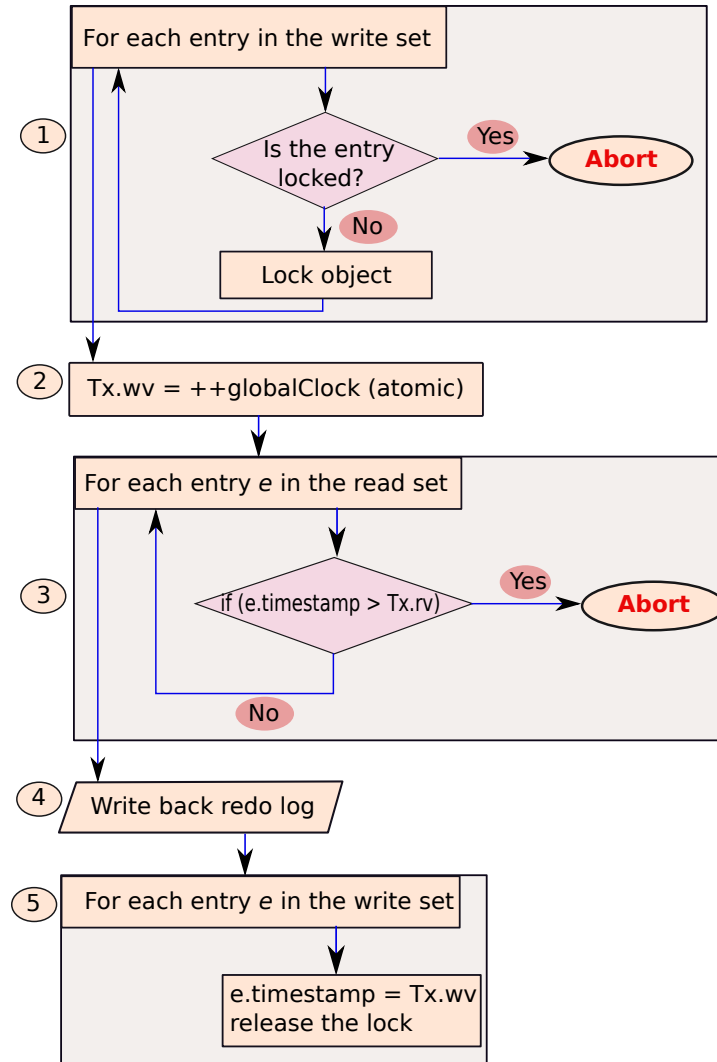 For each entry in the write set
1
Is the entry
locked?
Yes
Abort
No
Lock object
2
Tx.wv = ++globalClock (atomic)
For each entry e in the read set
3
if (e.timestamp > Tx.rv)
Yes
Abort
No
4
Write back redo log
5
For each entry e in the write set
e.timestamp = Tx.wv
release the lock